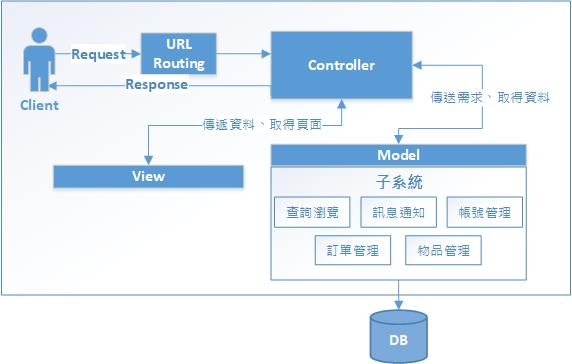 Request
URL
Routing
Controller
Response
Client
傳送需求、取得資料
傳遞資料、取得頁面
View
Model
子系統
查詢瀏覽
訊息通知
帳號管理
訂單管理
物品管理
DB